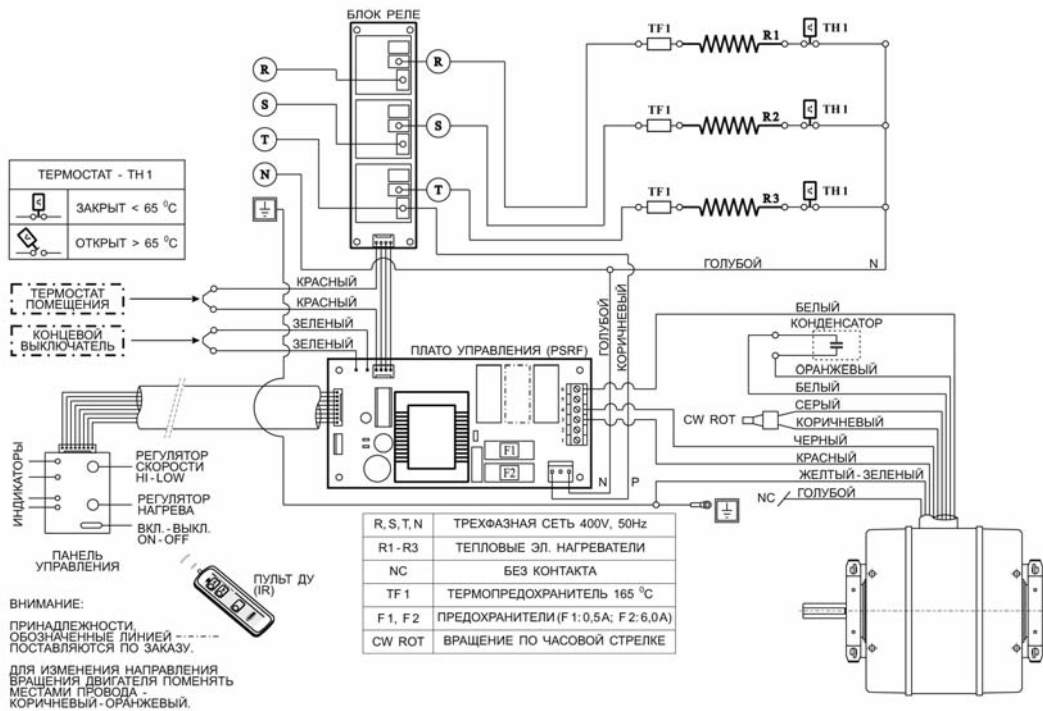 БЛОК РЕЛЕ
R
S
T
N
R
S
T
TF1
R1
TH1
TF1
R2
TH1
TF1
R3
TH1
ТЕРМОСТАТ - TH1
ЗАКРЫТ < 65 °C
ОТКРЫТ > 65 °C
ГОЛУБОЙ
N
КРАСНЫЙ
КРАСНЫЙ
ЗЕЛЕНЫЙ
ЗЕЛЕНЫЙ
ТЕРМОСТАТ
ПОМЕЩЕНИЯ
КОНЦЕВОЙ
ВЫКЛЮЧАТЕЛЬ
ГОЛУБОЙ
КОРИЧНЕВЫЙ
ПЛАТО УПРАВЛЕНИЯ (PSRF)
F1
F2
N
P
БЕЛЫЙ
КОНДЕНСАТОР
ОРАНЖЕВЫЙ
БЕЛЫЙ
СЕРЫЙ
CW ROT
КОРИЧНЕВЫЙ
ЧЕРНЫЙ
КРАСНЫЙ
ЖЕЛТЫЙ - ЗЕЛЕНЫЙ
NC
ГОЛУБОЙ
ИНДИКАТОРЫ
РЕГУЛЯТОР
СКОРОСТИ
HI - LOW
РЕГУЛЯТОР
НАГРЕВА
ВКЛ. - ВЫКЛ.
ON - OFF
ПАНЕЛЬ
УПРАВЛЕНИЯ
ПУЛЬТ ДУ
(IR)
R, S, T, N ТРЕХФАЗНАЯ СЕТЬ 400V, 50Hz
R1 - R3 ТЕПЛОВЫЕ ЭЛ. НАГРЕВАТЕЛИ
NC БЕЗ КОНТАКТА
TF 1 ТЕРМОПРЕДОХРАНИТЕЛЬ 165 °C
F1, F2 ПРЕДОХРАНИТЕЛИ (F1:0,5A; F2:6,0A)
CW ROT ВРАЩЕНИЕ ПО ЧАСОВОЙ СТРЕЛКЕ
ВНИМАНИЕ:
ПРИНАДЛЕЖНОСТИ,
ОБОЗНАЧЕННЫЕ ЛИНИЕЙ
ПОСТАВЛЯЮТСЯ ПО ЗАКАЗУ.
ДЛЯ ИЗМЕНЕНИЯ НАПРАВЛЕНИЯ
ВРАЩЕНИЯ ДВИГАТЕЛЯ ПОМЕНЯТЬ
МЕСТАМИ ПРОВОДА -
КОРИЧНЕВЫЙ - ОРАНЖЕВЫЙ.